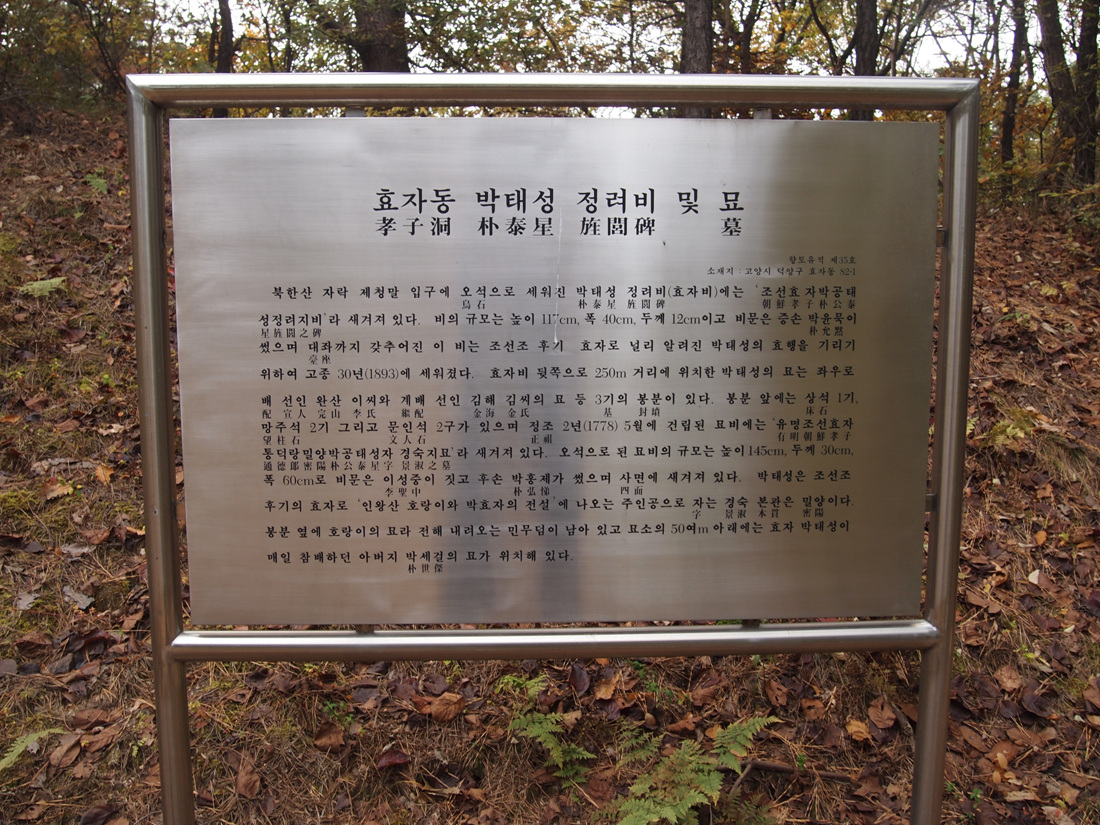 효자동 박태성 정려비 및 묘
孝子洞 朴泰星 旌閭碑 墓
향토유적 제35호
소재지 : 고양시 덕양구 효자동 82-1
북한산 자락 제청말 입구에 오석으로 세워진 박태성 정려비(효자비)에는 '조선효자박공태
烏石 朴泰星 旌閭碑 朝鮮孝子朴公泰
성정려지비'라 새겨져 있다. 비의 규모는 높이 117cm, 폭 40cm, 두께 12cm이고 비문은 증손 박윤묵이
星旌閭之碑 朴允黙
썼으며 대좌까지 갖추어진 이 비는 조선조 후기 효자로 널리 알려진 박태성의 효행을 기리기
臺座
위하여 고종 30년(1893)에 세워졌다. 효자비 뒷쪽으로 250m 거리에 위치한 박태성의 묘는 좌우로
배 선인 완산 이씨와 계배 선인 김해 김씨의 묘 등 3기의 봉분이 있다. 봉분 앞에는 상석 1기,
配 宣人 完山 李氏 繼配 金海 金氏 基 封墳 床石
망주석 2기 그리고 문인석 2구가 있으며 정조 2년(1778) 5월에 건립된 묘비에는 '유명조선효자
望柱石 文人石 正祖 有明朝鮮孝子
통덕랑밀양박공태성자 경숙지묘'라 새겨져 있다. 오석으로 된 묘비의 규모는 높이145cm, 두께 30cm,
通德郞密陽朴公泰星字 景淑之墓
폭 60cm로 비문은 이성중이 짓고 후손 박홍제가 썼으며 사면에 새겨져 있다. 박태성은 조선조
李聖中 朴弘悌 四面
후기의 효자로 '인왕산 호랑이와 박효자의 전설'에 나오는 주인공으로 자는 경숙 본관은 밀양이다.
字 景淑 本貫 密陽
봉분 옆에 호랑이의 묘라 전해 내려오는 민무덤이 남아 있고 묘소의 50여m 아래에는 효자 박태성이
매일 참배하던 아버지 박세걸의 묘가 위치해 있다.
朴世傑